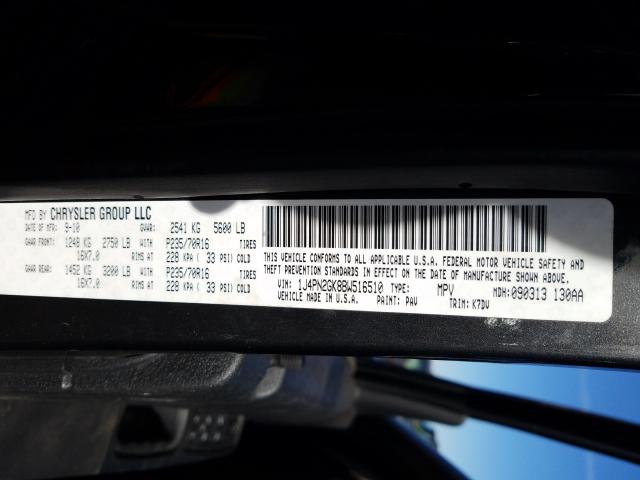 MFD BY CHRYSLER GROUP LLC
DATE OF MFR: 9-10 GVWR: 2541 KG 5600 LB
GAWR FRONT: 1248 KG 2750 LB WITH P235/70R16 TIRES
16X7.0 RIMS AT 228 KPA ( 33 PSI) COLD
GAWR REAR: 1452 KG 3200 LB WITH P235/70R16 TIRES
16X7.0 RIMS AT 228 KPA ( 33 PSI) COLD
THIS VEHICLE CONFORMS TO ALL APPLICABLE U.S.A. FEDERAL MOTOR VEHICLE SAFETY AND
THEFT PREVENTION STANDARDS IN EFFECT ON THE DATE OF MANUFACTURE SHOWN ABOVE.
VIN: 1J4PN2GK8BW516510 TYPE: MPV MDH: 090313 130AA
VEHICLE MADE IN U.S.A. PAINT: PAV TRIM: K7DV